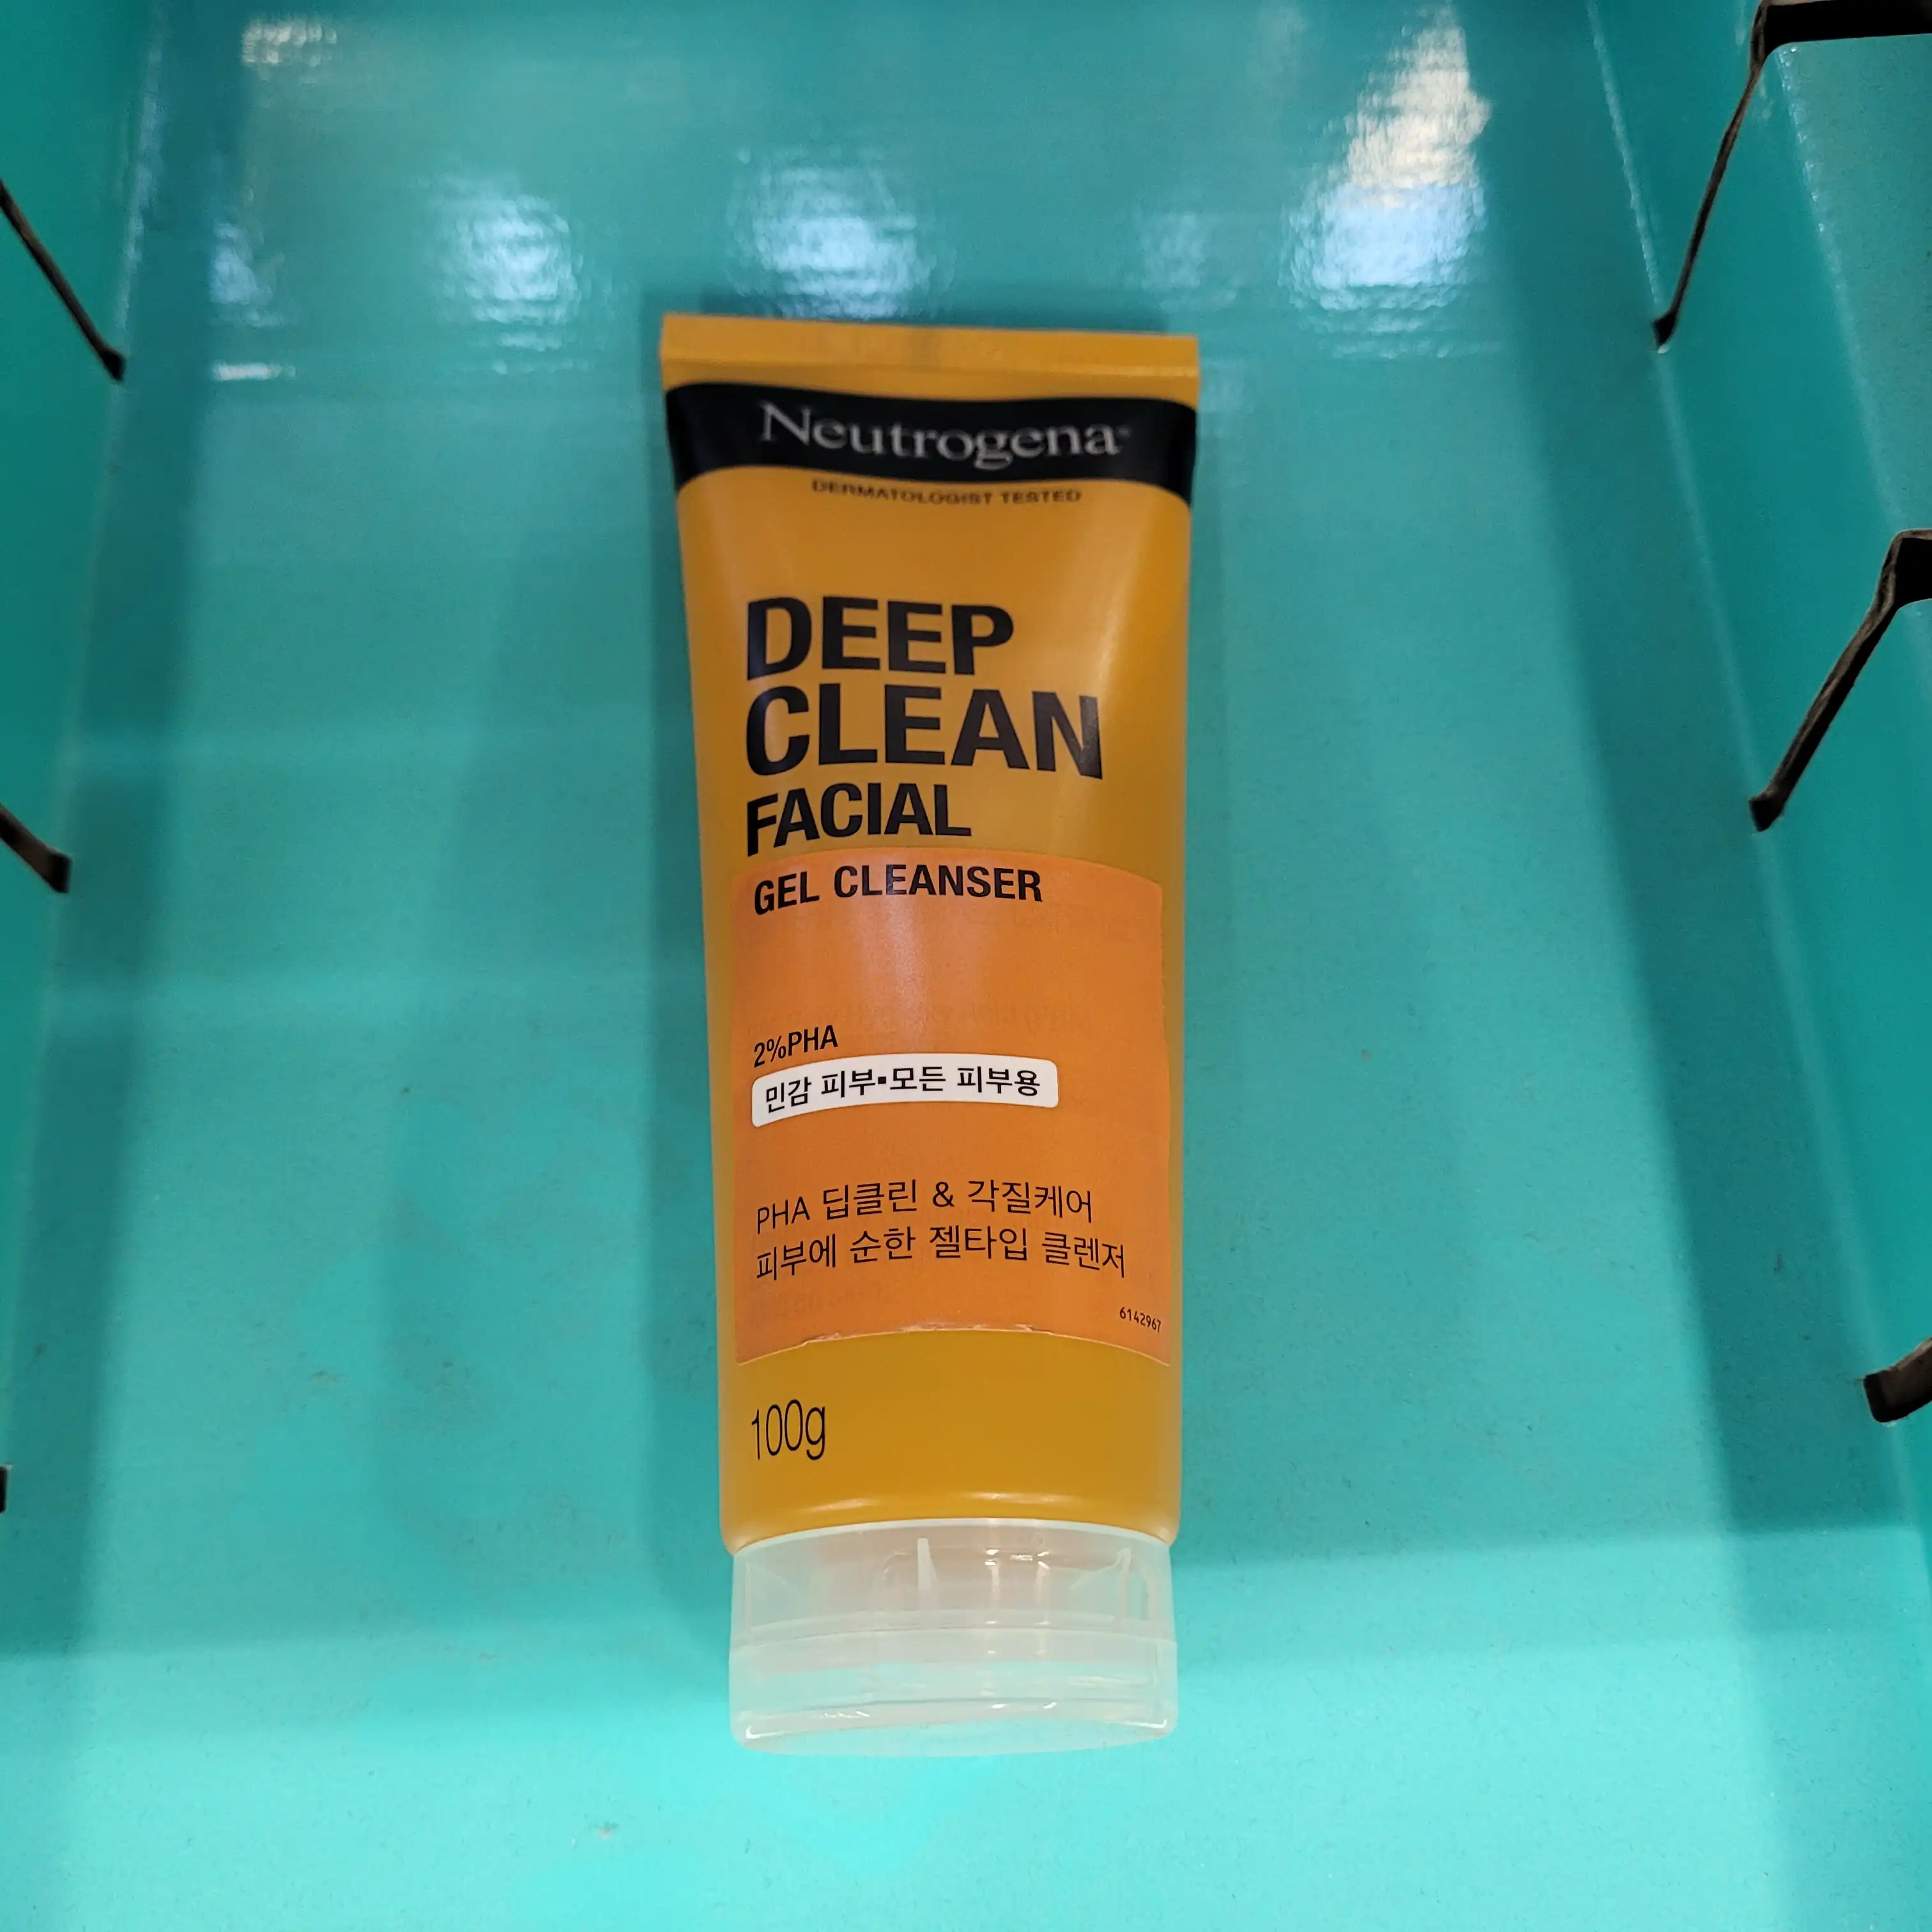 Neutrogena
DERMATOLOGIST TESTED
DEEP
CLEAN
FACIAL
GEL CLEANSER
2%PHA
민감 피부▪모든 피부용
PHA 딥클린 & 각질케어
피부에 순한 젤타입 클렌저
6142967
100g